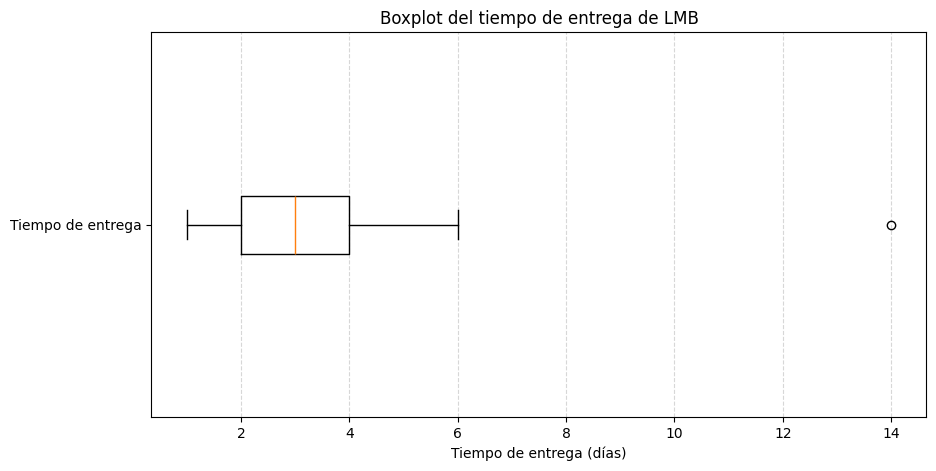 Boxplot del tiempo de entrega de LMB
Tiempo de entrega
2 4 6 8 10 12 14
Tiempo de entrega (días)